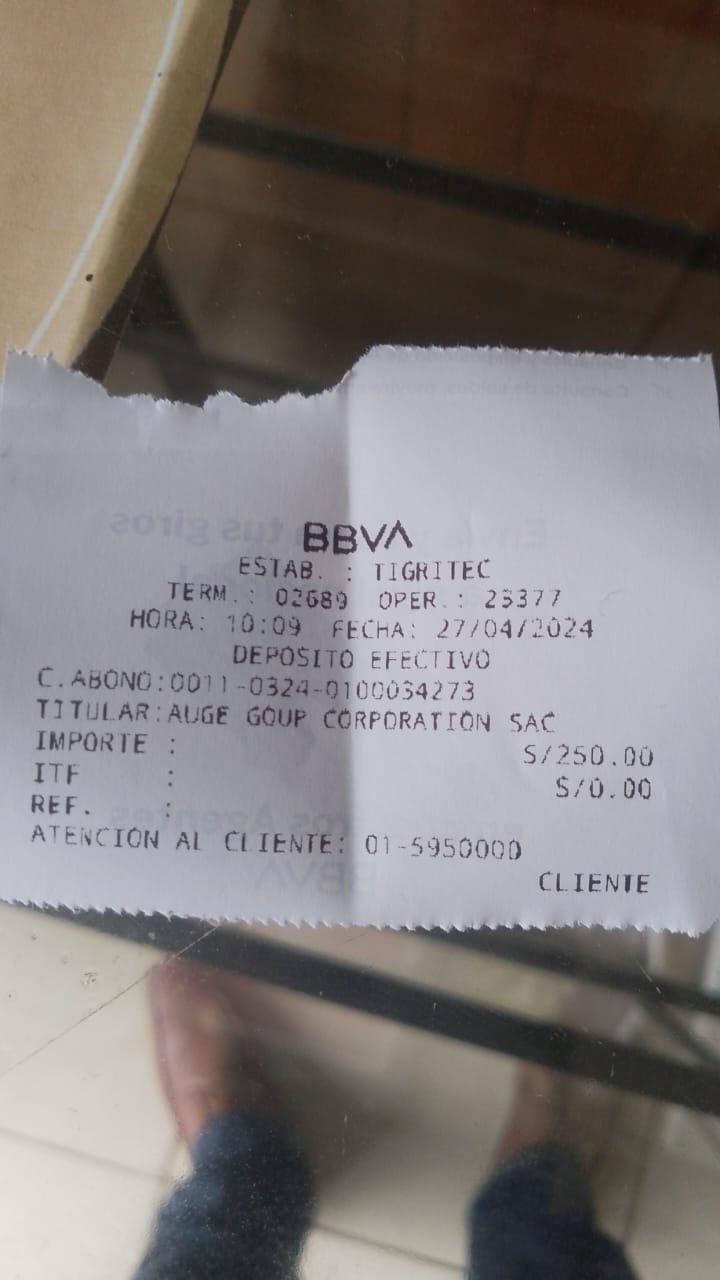 BBVA
ESTAB. : TIGRITEC
TERM.: 02689 OPER.: 23377
HORA: 10:09 FECHA: 27/04/2024
DEPOSITO EFECTIVO
C.ABONO:0011-0324-0100034273
TITULAR:AUGE GOUP CORPORATION SAC
IMPORTE : S/250.00
ITF : S/0.00
REF. :
ATENCION AL CLIENTE: 01-5950000
CLIENTE